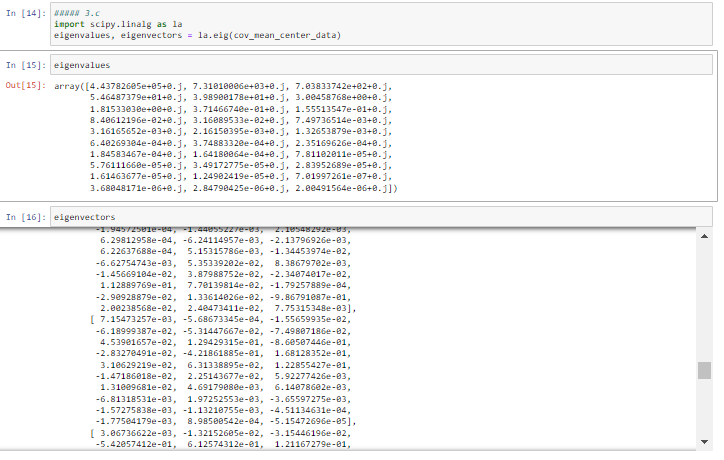 In [14]: ##### 3.c
import scipy.linalg as la
eigenvalues, eigenvectors = la.eig(cov_mean_center_data)
In [15]: eigenvalues
Out[15]: array([4.43782605e+05+0.j, 7.31010006e+03+0.j, 7.03833742e+02+0.j,
5.46487379e+01+0.j, 3.98900178e+01+0.j, 3.00458768e+00+0.j,
1.81533030e+00+0.j, 3.71466740e-01+0.j, 1.55513547e-01+0.j,
8.40612196e-02+0.j, 3.16089533e-02+0.j, 7.49736514e-03+0.j,
3.16165652e-03+0.j, 2.16150395e-03+0.j, 1.32653879e-03+0.j,
6.40269304e-04+0.j, 3.74883320e-04+0.j, 2.35169626e-04+0.j,
1.84583467e-04+0.j, 1.64180064e-04+0.j, 7.81102011e-05+0.j,
5.76111660e-05+0.j, 3.49172775e-05+0.j, 2.83952689e-05+0.j,
1.61463677e-05+0.j, 1.24902419e-05+0.j, 7.01997261e-07+0.j,
3.68048171e-06+0.j, 2.84790425e-06+0.j, 2.00491564e-06+0.j])
In [16]: eigenvectors
-1.94572501e-04, -1.44055227e-03, 2.10548292e-03,
6.29812958e-04, -6.24114957e-03, -2.13796926e-03,
6.22637688e-04, 5.15315786e-03, -1.34453974e-02,
-6.62754743e-03, 5.35339202e-02, 8.38679702e-03,
-1.45669104e-02, 3.87988752e-02, -2.34074017e-02,
1.12889769e-01, 7.70139814e-02, -1.79257889e-04,
-2.90928879e-02, 1.33614026e-02, -9.86791087e-01,
2.00238568e-02, 2.40473411e-02, 7.75315348e-03],
[ 7.15473257e-03, -5.68673345e-04, -1.55659935e-02,
-6.18999387e-02, -5.31447667e-02, -7.49807186e-02,
4.53901657e-02, 1.29429315e-01, -8.60507446e-01,
-2.83270491e-02, -4.21861885e-01, 1.68128352e-01,
3.10629219e-02, 6.31338895e-02, 1.22855427e-01,
-1.47186018e-02, 2.25143677e-02, 5.92277426e-03,
1.31009681e-02, 4.69179080e-03, 6.14078602e-03,
-6.81318531e-03, 1.97252553e-03, -3.65597275e-03,
-1.57275838e-03, -1.13210755e-03, -4.51134631e-04,
-1.77504179e-03, 8.98500542e-04, -5.15472696e-05],
[ 3.06736622e-03, -1.32152605e-02, -3.15446196e-02,
-5.42057412e-01, 6.12574312e-01, 1.21167279e-01,